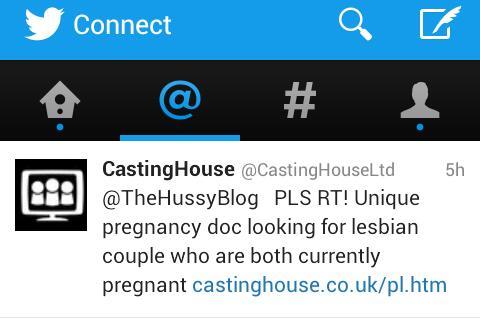 Connect
@ #
CastingHouse @CastingHouseLtd 5h
@TheHussyBlog PLS RT! Unique
pregnancy doc looking for lesbian
couple who are both currently
pregnant castinghouse.co.uk/pl.htm